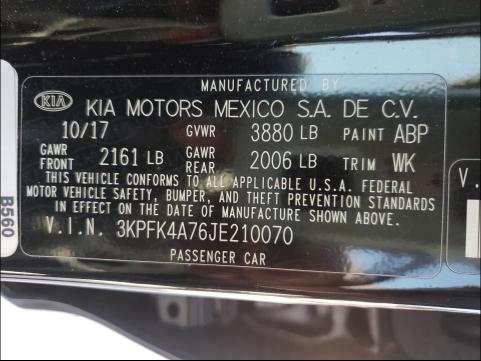 MANUFACTURED BY
KIA KIA MOTORS MEXICO S.A. DE C.V.
10/17 GVWR 3880 LB PAINT ABP
GAWR FRONT 2161 LB GAWR REAR 2006 LB TRIM WK
THIS VEHICLE CONFORMS TO ALL APPLICABLE U.S.A. FEDERAL
MOTOR VEHICLE SAFETY, BUMPER, AND THEFT PREVENTION STANDARDS
IN EFFECT ON THE DATE OF MANUFACTURE SHOWN ABOVE.
V.I.N. 3KPFK4A76JE210070
PASSENGER CAR
B560
V.